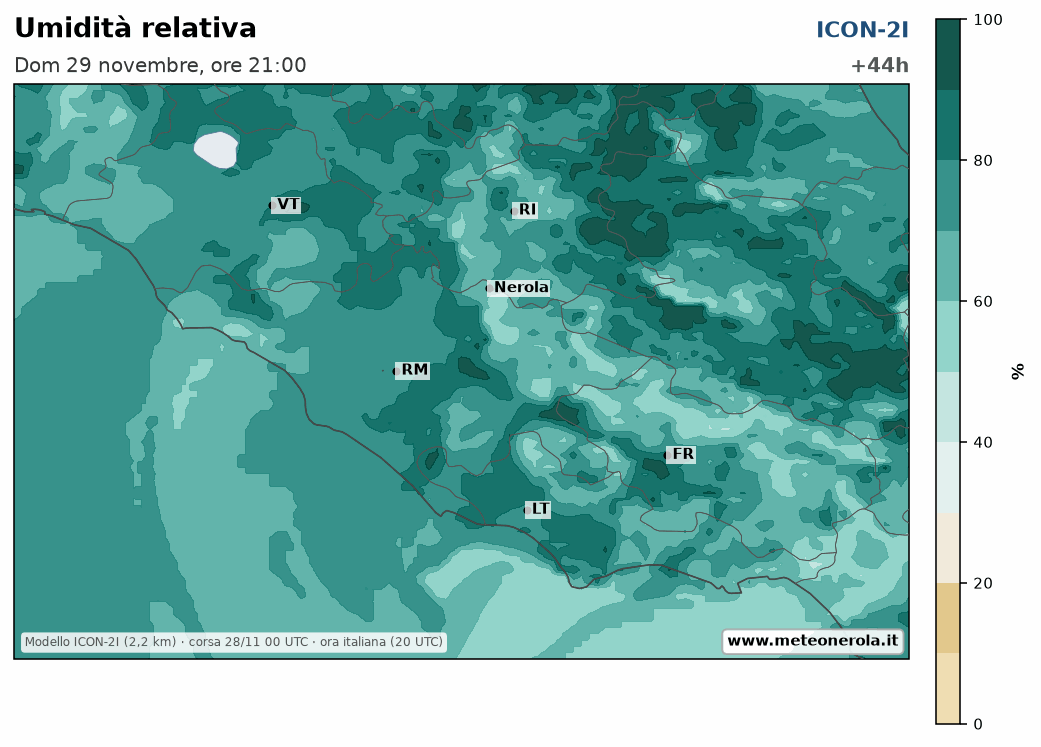 Umidità relativa
ICON-2I
Dom 29 novembre, ore 21:00
+44h
VT
RI
Nerola
RM
FR
LT
Modello ICON-2I (2,2 km) · corsa 28/11 00 UTC · ora italiana (20 UTC)
www.meteonerola.it
100
80
60
40
20
0
%